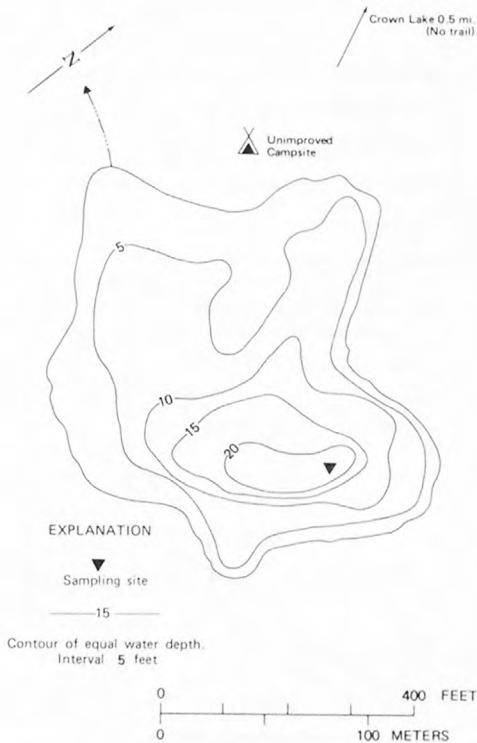 Crown Lake 0.5 mi.
(No trail)
N
Unimproved
Campsite
5
10
15
20
EXPLANATION
Sampling site
15
Contour of equal water depth.
Interval 5 feet
0 400 FEET
0 100 METERS